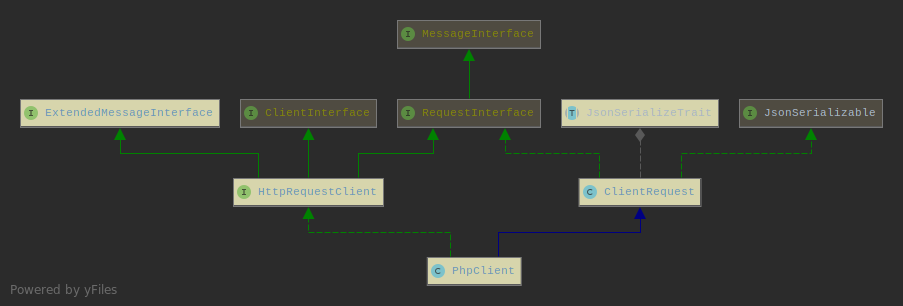 MessageInterface
ExtendedMessageInterface
ClientInterface
RequestInterface
JsonSerializeTrait
JsonSerializable
HttpRequestClient
ClientRequest
PhpClient
Powered by yFiles